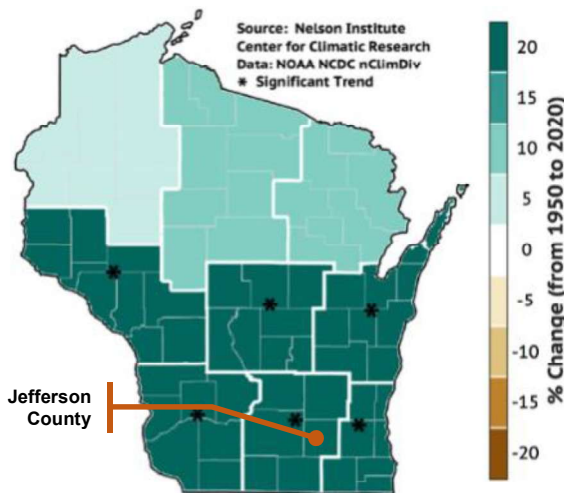 Source: Nelson Institute
Center for Climatic Research
Data: NOAA NCDC nClimDiv
* Significant Trend
Jefferson
County
20
15
10
5
0
-5
-10
-15
-20
% Change (from 1950 to 2020)